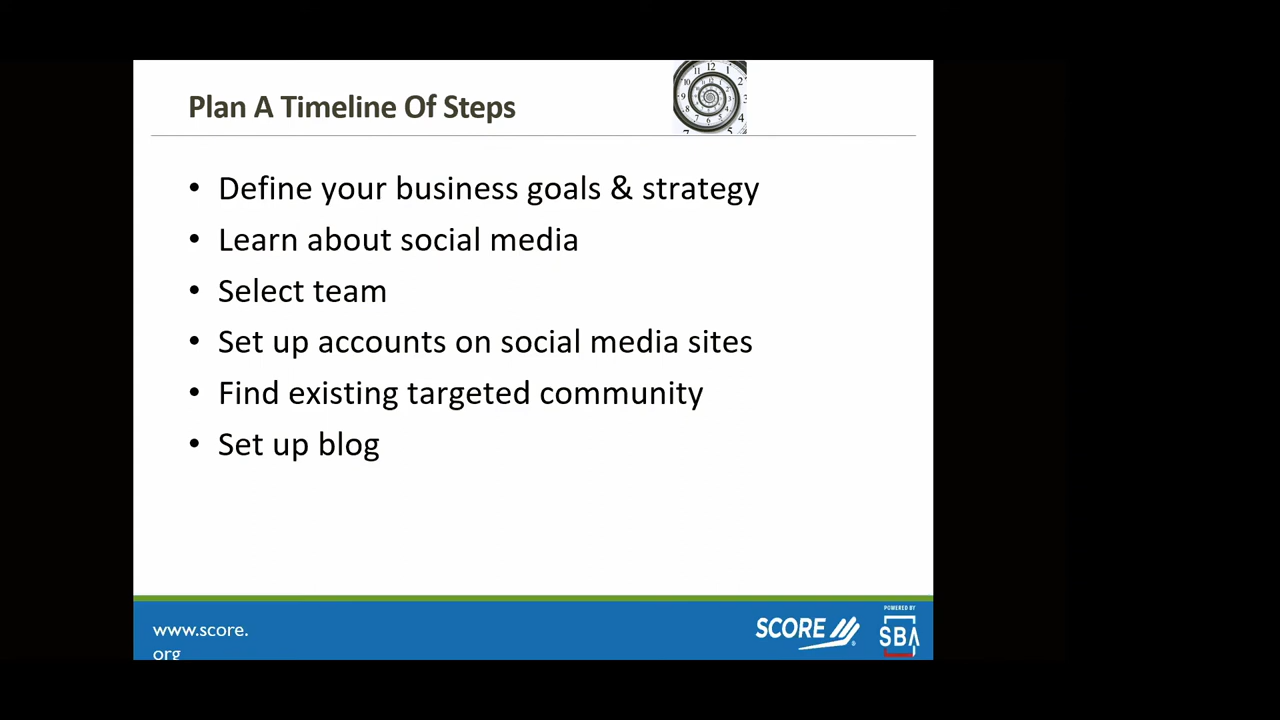 Plan A Timeline Of Steps
• Define your business goals & strategy
• Learn about social media
• Select team
• Set up accounts on social media sites
• Find existing targeted community
• Set up blog
www.score.
org
SCORE
POWERED BY
SBA